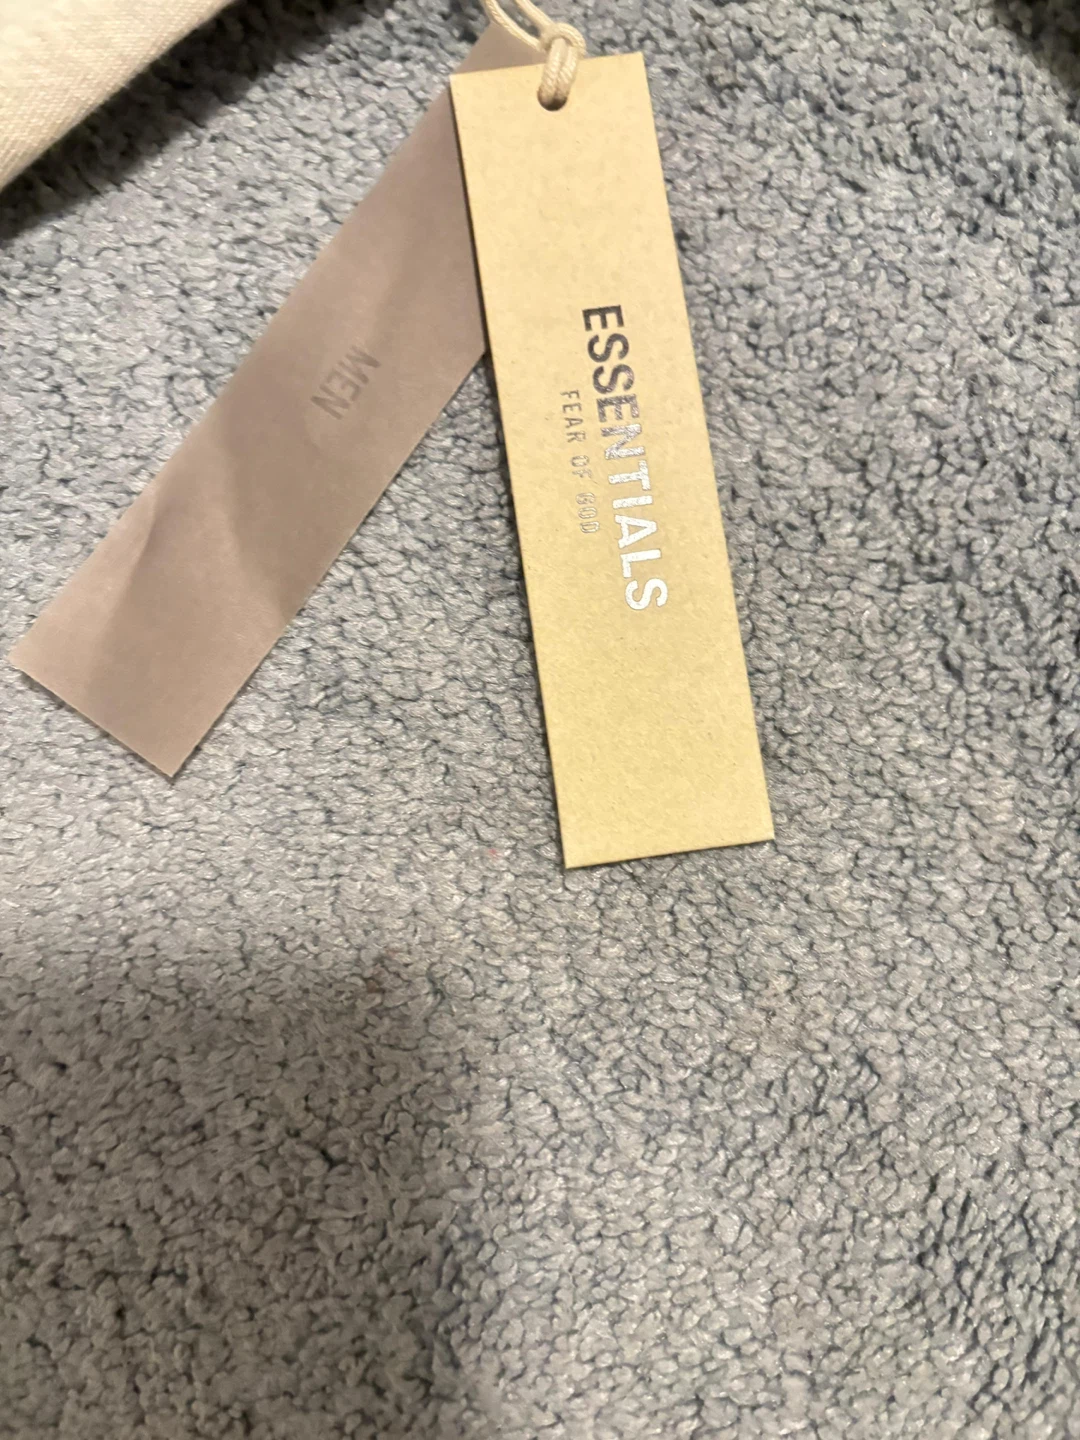 MEN
ESSENTIALS
FEAR OF GOD